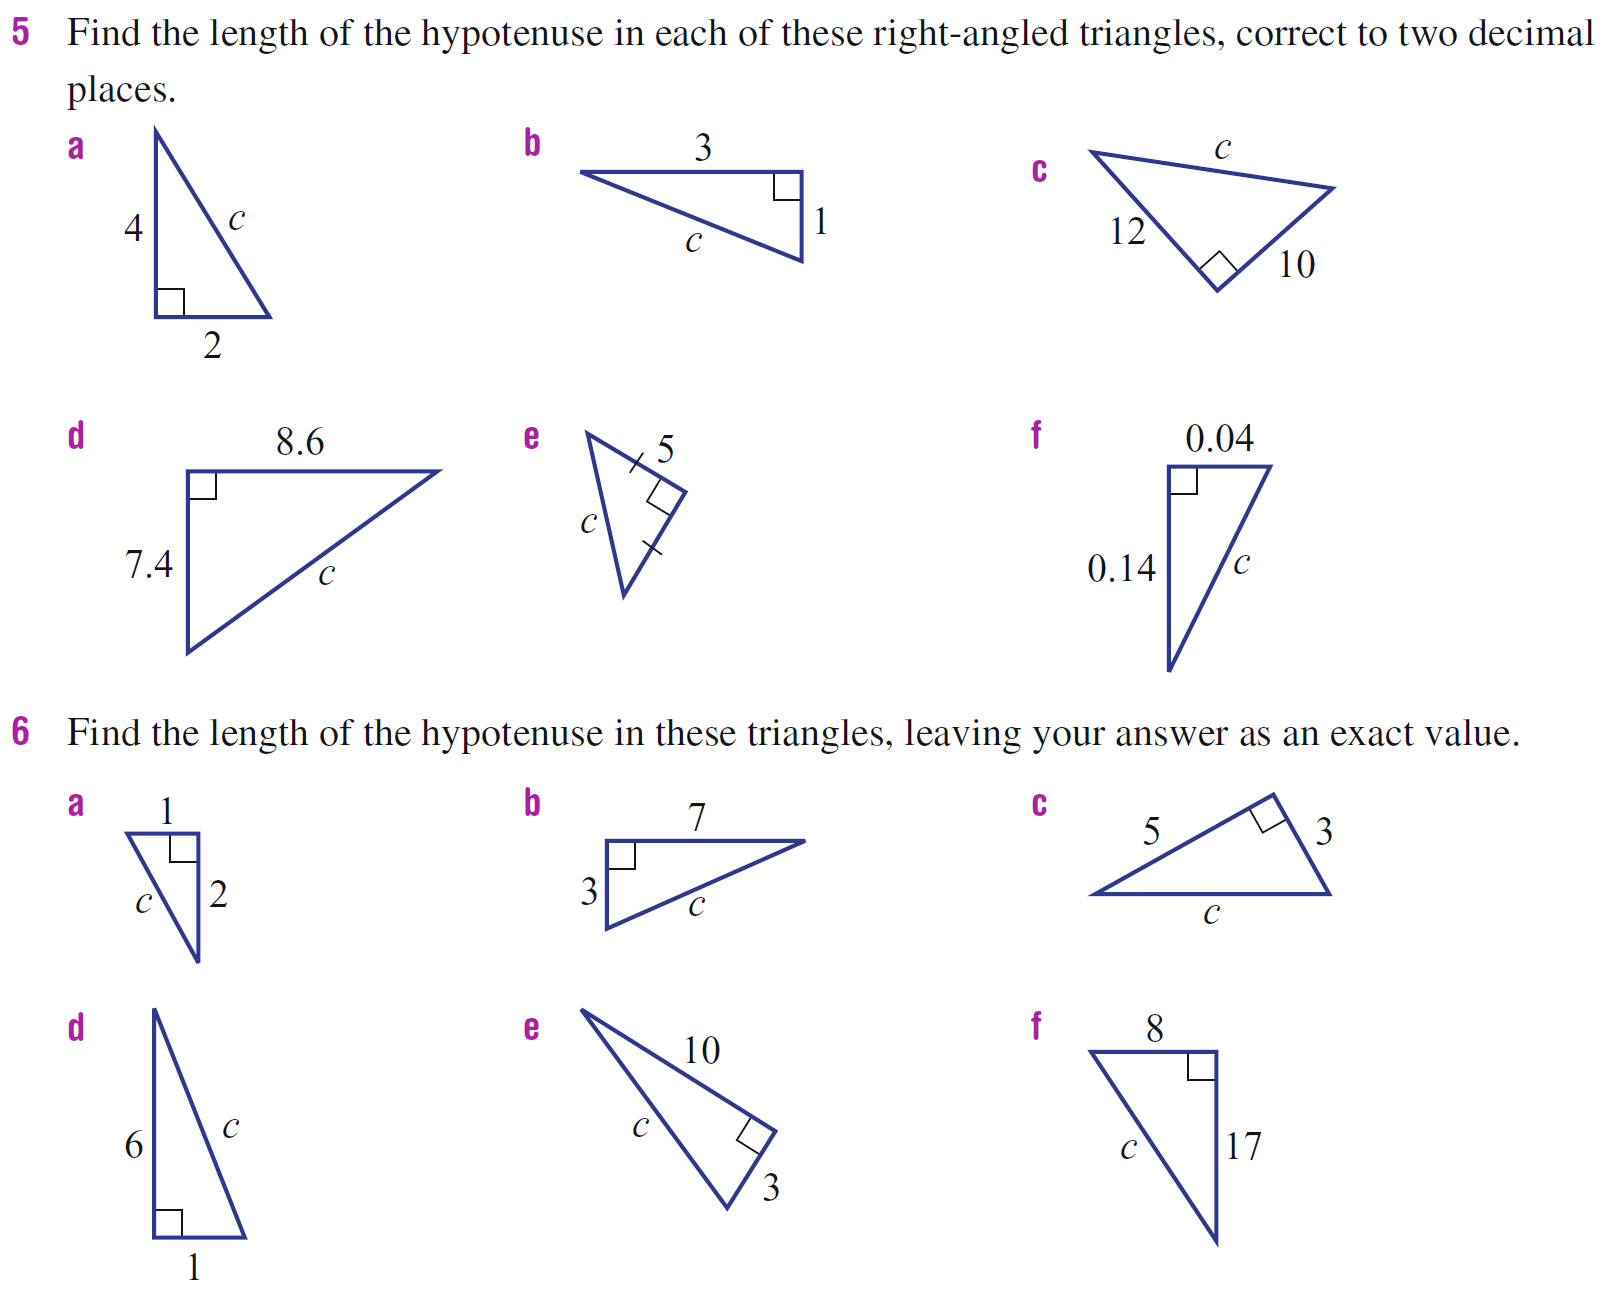 5 Find the length of the hypotenuse in each of these right-angled triangles, correct to two decimal
places.
a 4 c 2
b 3 1 c
c c 12 10
d 8.6 7.4 c
e 5 c
f 0.04 0.14 c
6 Find the length of the hypotenuse in these triangles, leaving your answer as an exact value.
a 1 c 2
b 7 3 c
c 5 3 c
d 6 c 1
e 10 c 3
f 8 c 17